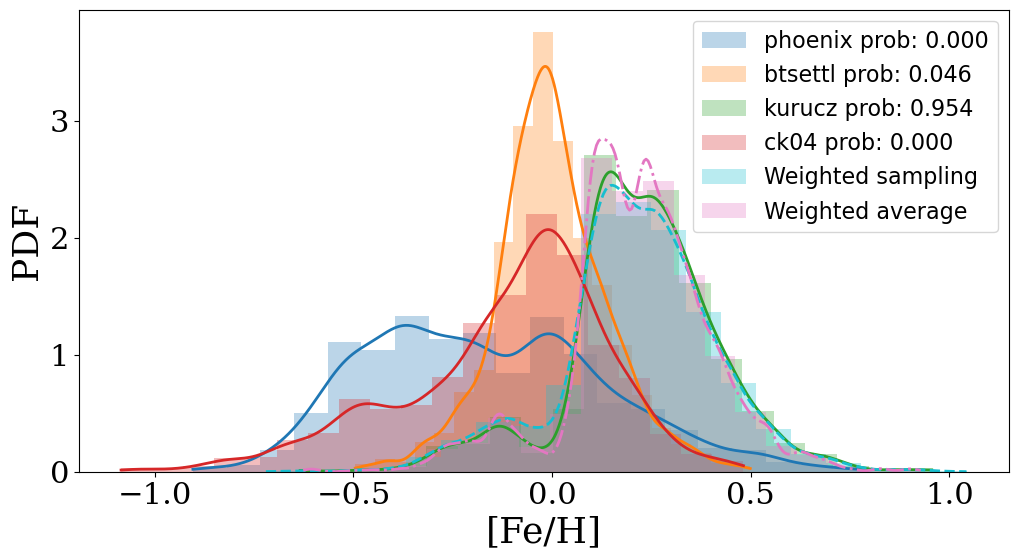 phoenix prob: 0.000
btsettl prob: 0.046
kurucz prob: 0.954
ck04 prob: 0.000
Weighted sampling
Weighted average
PDF
3
2
1
0
−1.0 −0.5 0.0 0.5 1.0
[Fe/H]